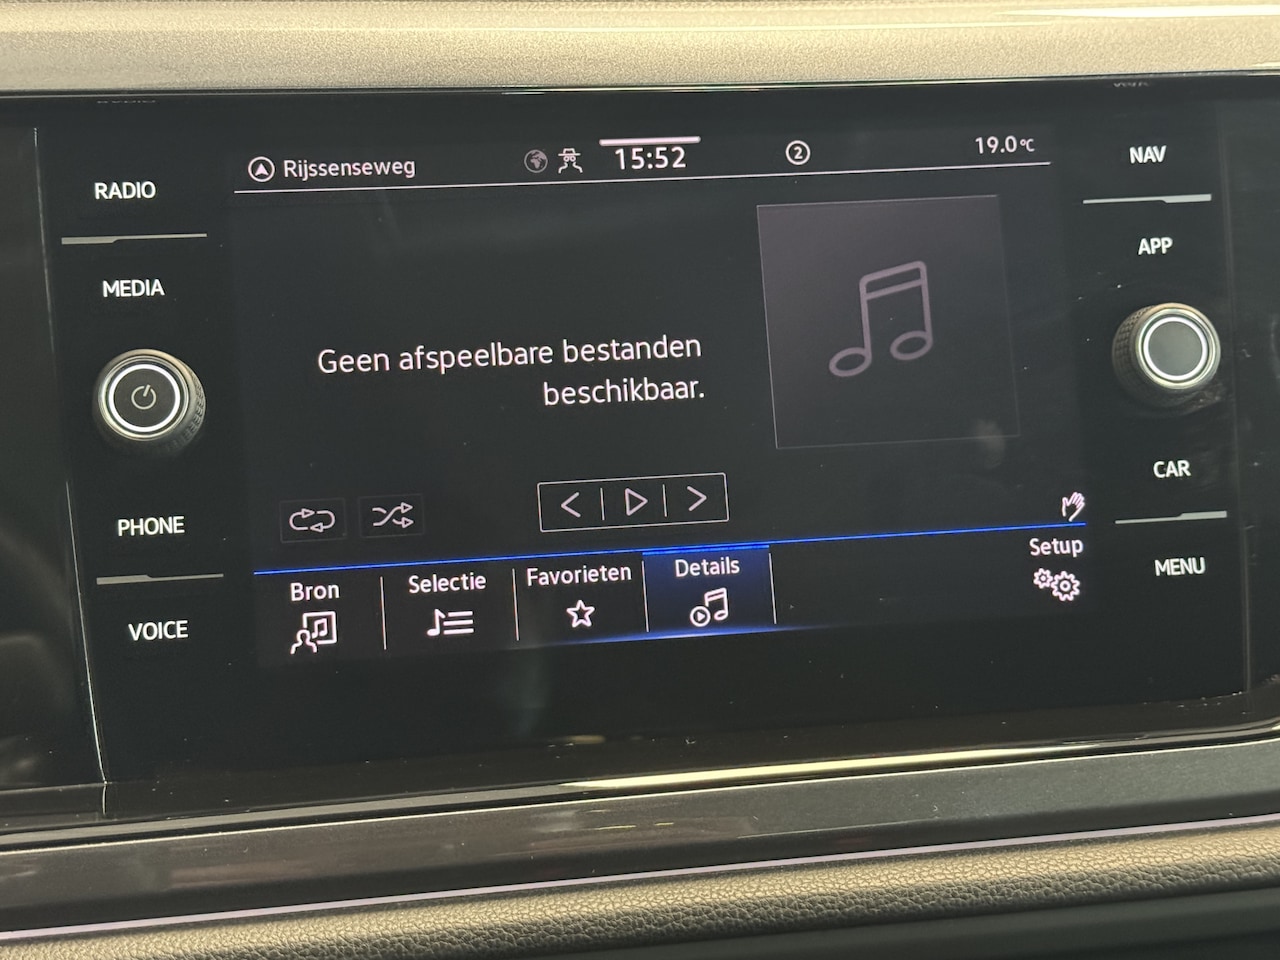 Rijssenseweg
15:52
2
19.0°C
RADIO
MEDIA
PHONE
VOICE
Geen afspeelbare bestanden
beschikbaar.
Bron
Selectie
Favorieten
Details
Setup
NAV
APP
CAR
MENU